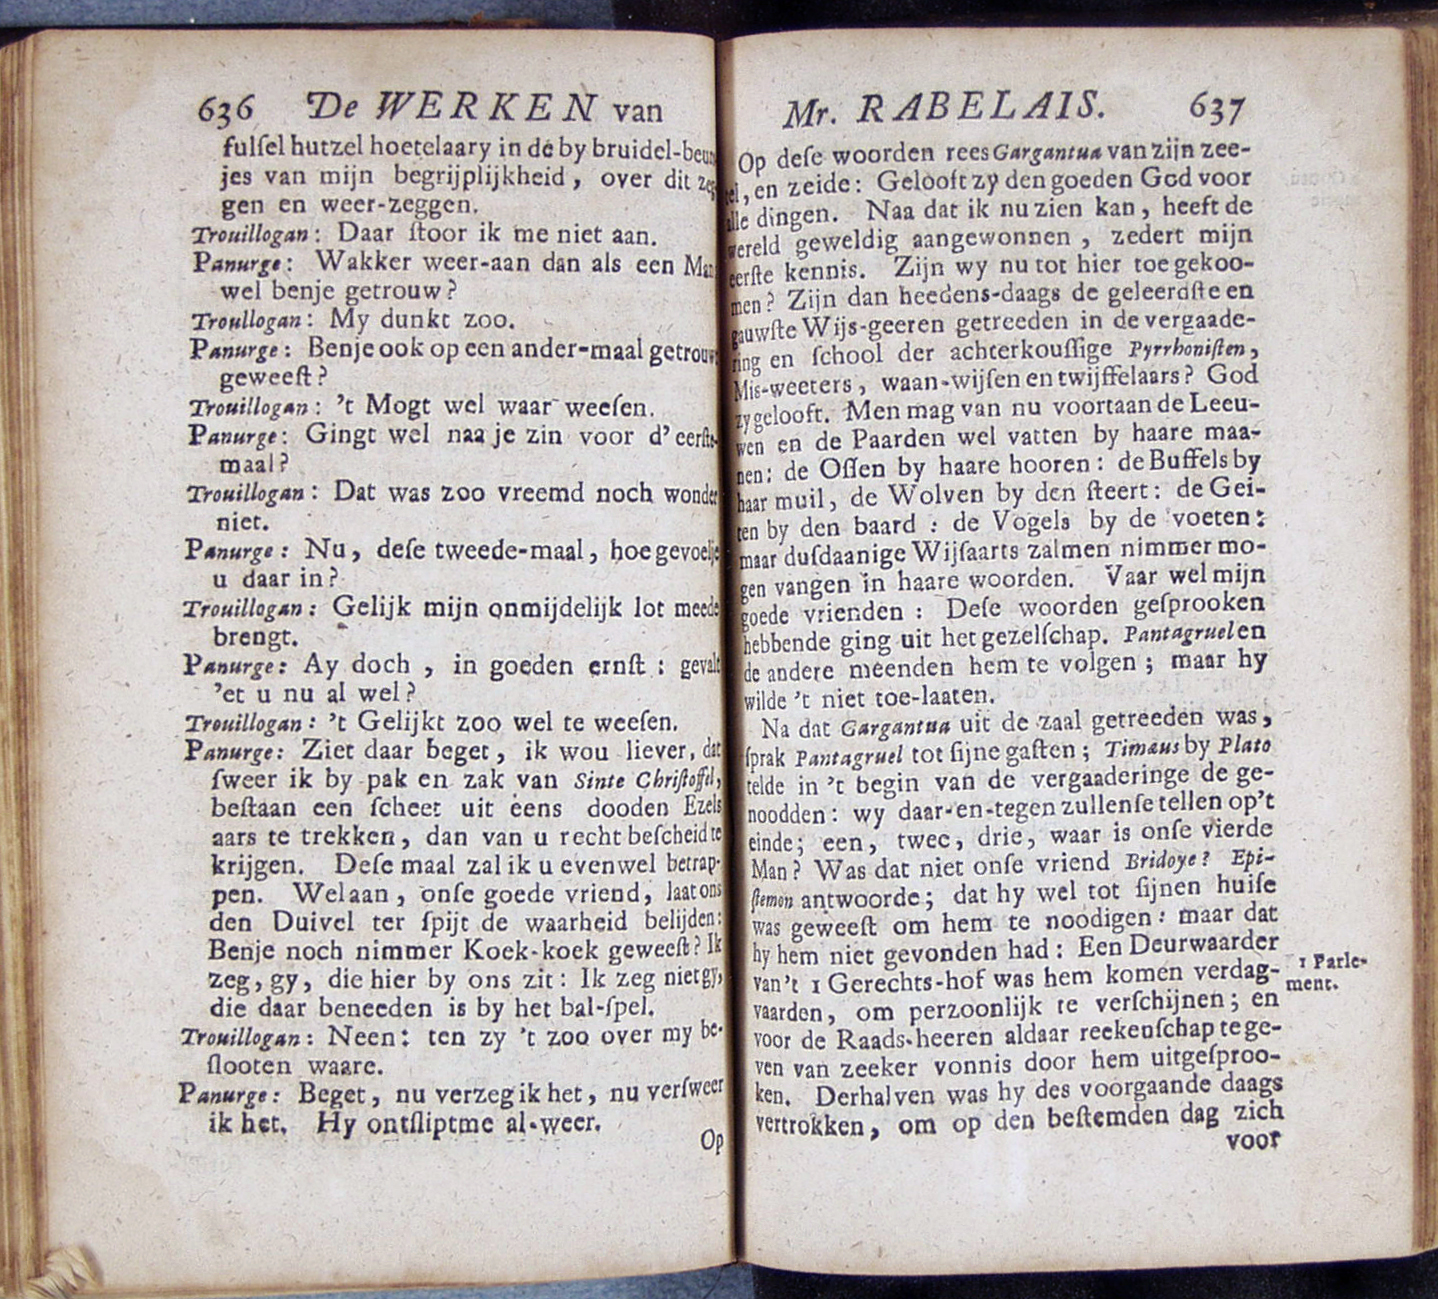 636 De WERKEN van
fulſel hutzel hoetelaary in de by bruidel-beun
jes van mijn begrijplijkheid, over dit zeg
gen en weer-zeggen.
Trouillogan: Daar ſtoor ik me niet aan.
Panurge: Wakker weer-aan dan als een Man
wel benje getrouw?
Troullogan: My dunkt zoo.
Panurge: Benje ook op een ander-maal getrouwt
geweeſt?
Trouillogan: 't Mogt wel waar weeſen.
Panurge: Gingt wel naa je zin voor d' eerſte-
maal?
Trouillogan: Dat was zoo vreemd noch wonder
niet.
Panurge: Nu, deſe tweede-maal, hoe gevoelje
u daar in?
Trouillogan: Gelijk mijn onmijdelijk lot meede
brengt.
Panurge: Ay doch, in goeden ernſt: gevalt
'et u nu al wel?
Trouillogan: 't Gelijkt zoo wel te weeſen.
Panurge: Ziet daar beget, ik wou liever, dat
ſweer ik by pak en zak van Sinte Chriſtoffel,
beſtaan een ſcheet uit eens dooden Ezels
aars te trekken, dan van u recht beſcheid te
krijgen. Deſe maal zal ik u evenwel betrap-
pen. Welaan, onſe goede vriend, laat ons
den Duivel ter ſpijt de waarheid belijden:
Benje noch nimmer Koek-koek geweeſt? Ik
zeg, gy, die hier by ons zit: Ik zeg niet gy,
die daar beneeden is by het bal-ſpel.
Trouillogan: Neen: ten zy 't zoo over my be-
ſlooten waare.
Panurge: Beget, nu verzeg ik het, nu verſweer
ik het. Hy ontſliptme al-weer.
Op
Mr. RABELAIS. 637
Op deſe woorden rees Gargantua van zijn zee-
tel, en zeide: Gelooft zy den goeden God voor
alle dingen. Naa dat ik nu zien kan, heeft de
wereld geweldig aangewonnen, zedert mijn
eerſte kennis. Zijn wy nu tot hier toe gekoo-
men? Zijn dan heedens-daags de geleerdſte en
gauwſte Wijs-geeren getreeden in de vergaade-
ring en ſchool der achterkouſſige Pyrrhoniſten,
Mis-weeters, waan-wijſen en twijffelaars? God
zy gelooft. Men mag van nu voortaan de Leeu-
wen en de Paarden wel vatten by haare maa-
nen: de Oſſen by haare hooren: de Buffels by
haar muil, de Wolven by den ſteert: de Gei-
ten by den baard: de Vogels by de voeten:
maar duſdaanige Wijſaarts zalmen nimmer mo-
gen vangen in haare woorden. Vaar wel mijn
goede vrienden: Deſe woorden geſprooken
hebbende ging uit het gezelſchap. Pantagruel en
de andere meenden hem te volgen; maar hy
wilde 't niet toe-laaten.
Na dat Gargantua uit de zaal getreeden was,
ſprak Pantagruel tot ſijne gaſten; Timæus by Plato
telde in 't begin van de vergaaderinge de ge-
noodden: wy daar-en-tegen zullenſe tellen op't
einde; een, twee, drie, waar is onſe vierde
Man? Was dat niet onſe vriend Bridoye? Epi-
ſtemon antwoorde; dat hy wel tot ſijnen huiſe
was geweeſt om hem te noodigen: maar dat
hy hem niet gevonden had: Een Deurwaarder
van't 1 Gerechts-hof was hem komen verdag-
vaarden, om perzoonlijk te verſchijnen; en
voor de Raads-heeren aldaar reekenſchap te ge-
ven van zeeker vonnis door hem uitgeſproo-
ken. Derhalven was hy des voorgaande daags
vertrokken, om op den beſtemden dag zich
voor
1 Parle-
ment.